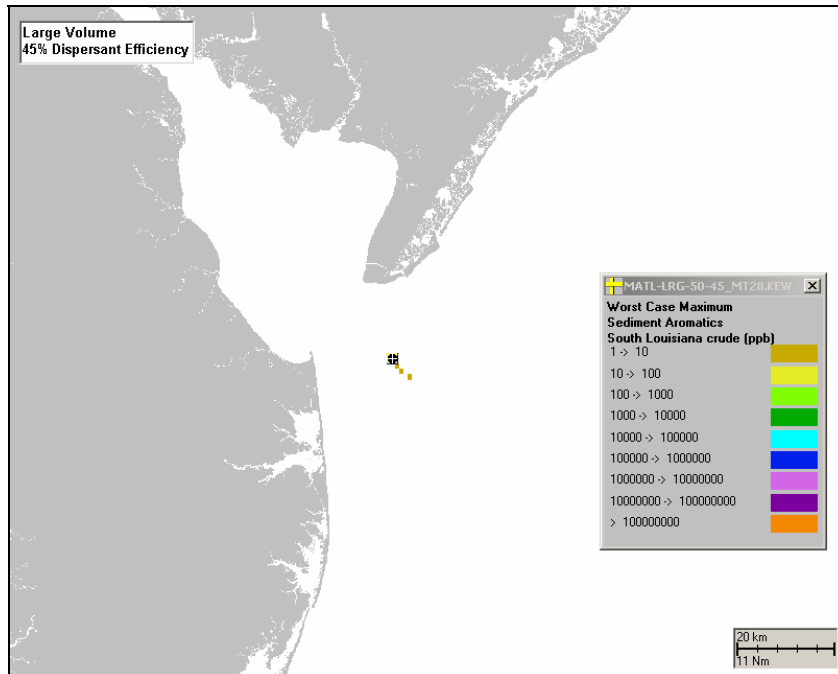 Large Volume
45% Dispersant Efficiency
MATL-LRG-50-45_MT28.KEW
Worst Case Maximum
Sediment Aromatics
South Louisiana crude (ppb)
1 -> 10
10 -> 100
100 -> 1000
1000 -> 10000
10000 -> 100000
100000 -> 1000000
1000000 -> 10000000
10000000 -> 100000000
> 100000000
20 km
11 Nm